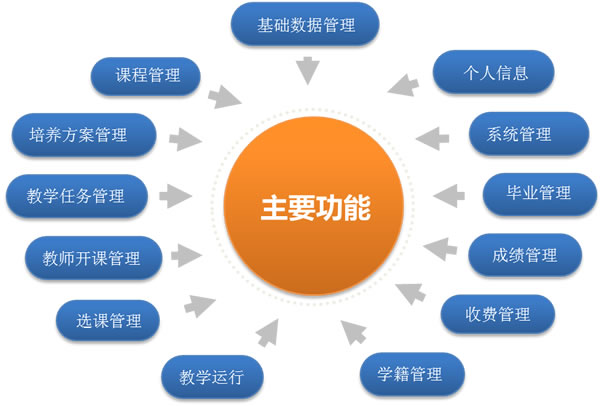 基础数据管理
课程管理
个人信息
培养方案管理
系统管理
教学任务管理
主要功能
毕业管理
教师开课管理
成绩管理
选课管理
收费管理
教学运行
学籍管理